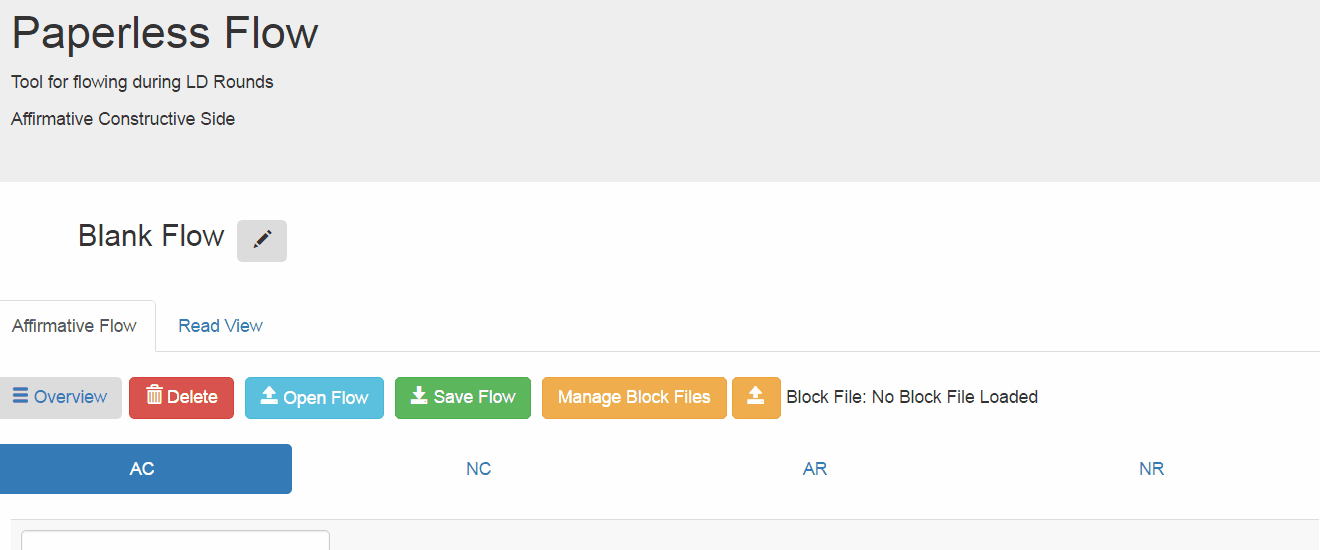 Paperless Flow
Tool for flowing during LD Rounds
Affirmative Constructive Side
Blank Flow
Affirmative Flow Read View
Overview Delete Open Flow Save Flow Manage Block Files Block File: No Block File Loaded
AC NC AR NR